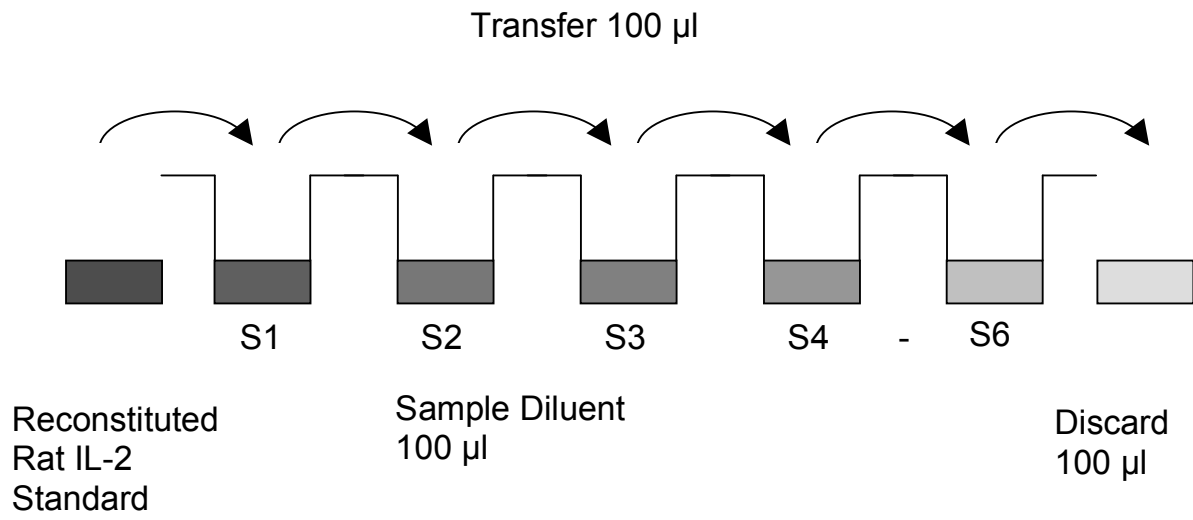 Transfer 100 µl
S1 S2 S3 S4 - S6
Reconstituted
Rat IL-2
Standard
Sample Diluent
100 µl
Discard
100 µl